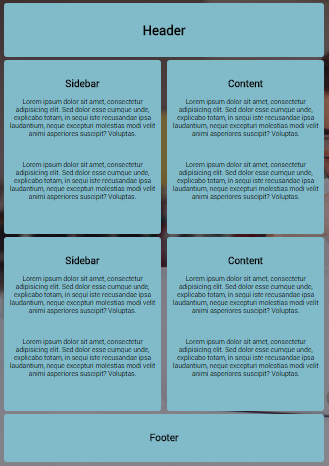 Header
Sidebar
Lorem ipsum dolor sit amet, consectetur
adipisicing elit. Sed dolor esse cumque unde,
explicabo totam, in sequi iste recusandae ipsa
laudantium, neque excepturi molestias modi velit
animi asperiores suscipit? Voluptas.
Lorem ipsum dolor sit amet, consectetur
adipisicing elit. Sed dolor esse cumque unde,
explicabo totam, in sequi iste recusandae ipsa
laudantium, neque excepturi molestias modi velit
animi asperiores suscipit? Voluptas.
Content
Lorem ipsum dolor sit amet, consectetur
adipisicing elit. Sed dolor esse cumque unde,
explicabo totam, in sequi iste recusandae ipsa
laudantium, neque excepturi molestias modi velit
animi asperiores suscipit? Voluptas.
Lorem ipsum dolor sit amet, consectetur
adipisicing elit. Sed dolor esse cumque unde,
explicabo totam, in sequi iste recusandae ipsa
laudantium, neque excepturi molestias modi velit
animi asperiores suscipit? Voluptas.
Sidebar
Lorem ipsum dolor sit amet, consectetur
adipisicing elit. Sed dolor esse cumque unde,
explicabo totam, in sequi iste recusandae ipsa
laudantium, neque excepturi molestias modi velit
animi asperiores suscipit? Voluptas.
Lorem ipsum dolor sit amet, consectetur
adipisicing elit. Sed dolor esse cumque unde,
explicabo totam, in sequi iste recusandae ipsa
laudantium, neque excepturi molestias modi velit
animi asperiores suscipit? Voluptas.
Content
Lorem ipsum dolor sit amet, consectetur
adipisicing elit. Sed dolor esse cumque unde,
explicabo totam, in sequi iste recusandae ipsa
laudantium, neque excepturi molestias modi velit
animi asperiores suscipit? Voluptas.
Lorem ipsum dolor sit amet, consectetur
adipisicing elit. Sed dolor esse cumque unde,
explicabo totam, in sequi iste recusandae ipsa
laudantium, neque excepturi molestias modi velit
animi asperiores suscipit? Voluptas.
Footer